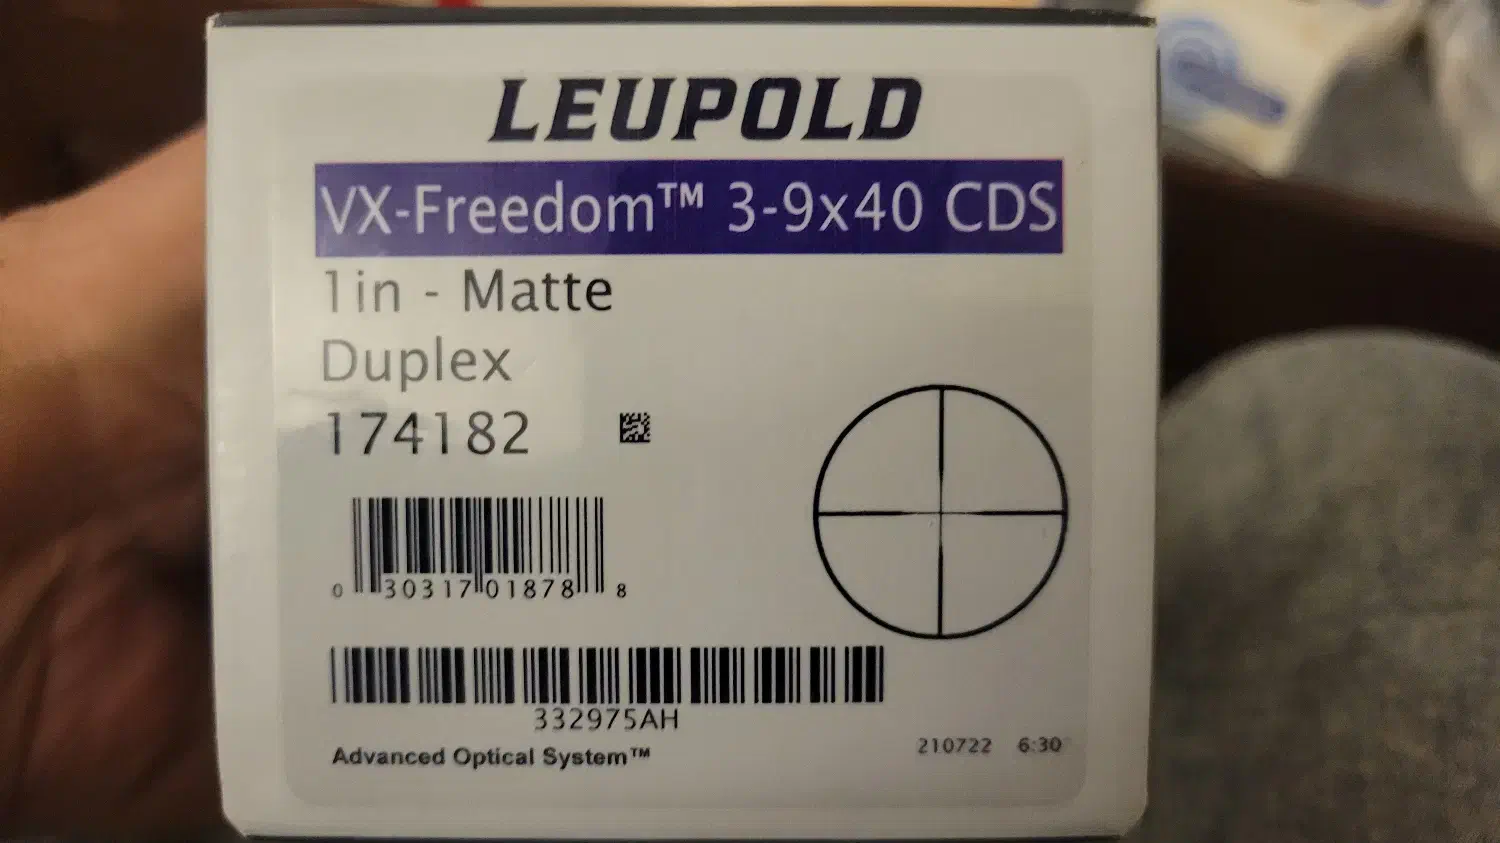 LEUPOLD
VX-Freedom™ 3-9x40 CDS
1in - Matte
Duplex
174182
0 30317 01878 8
332975AH
Advanced Optical System™
210722 6:30